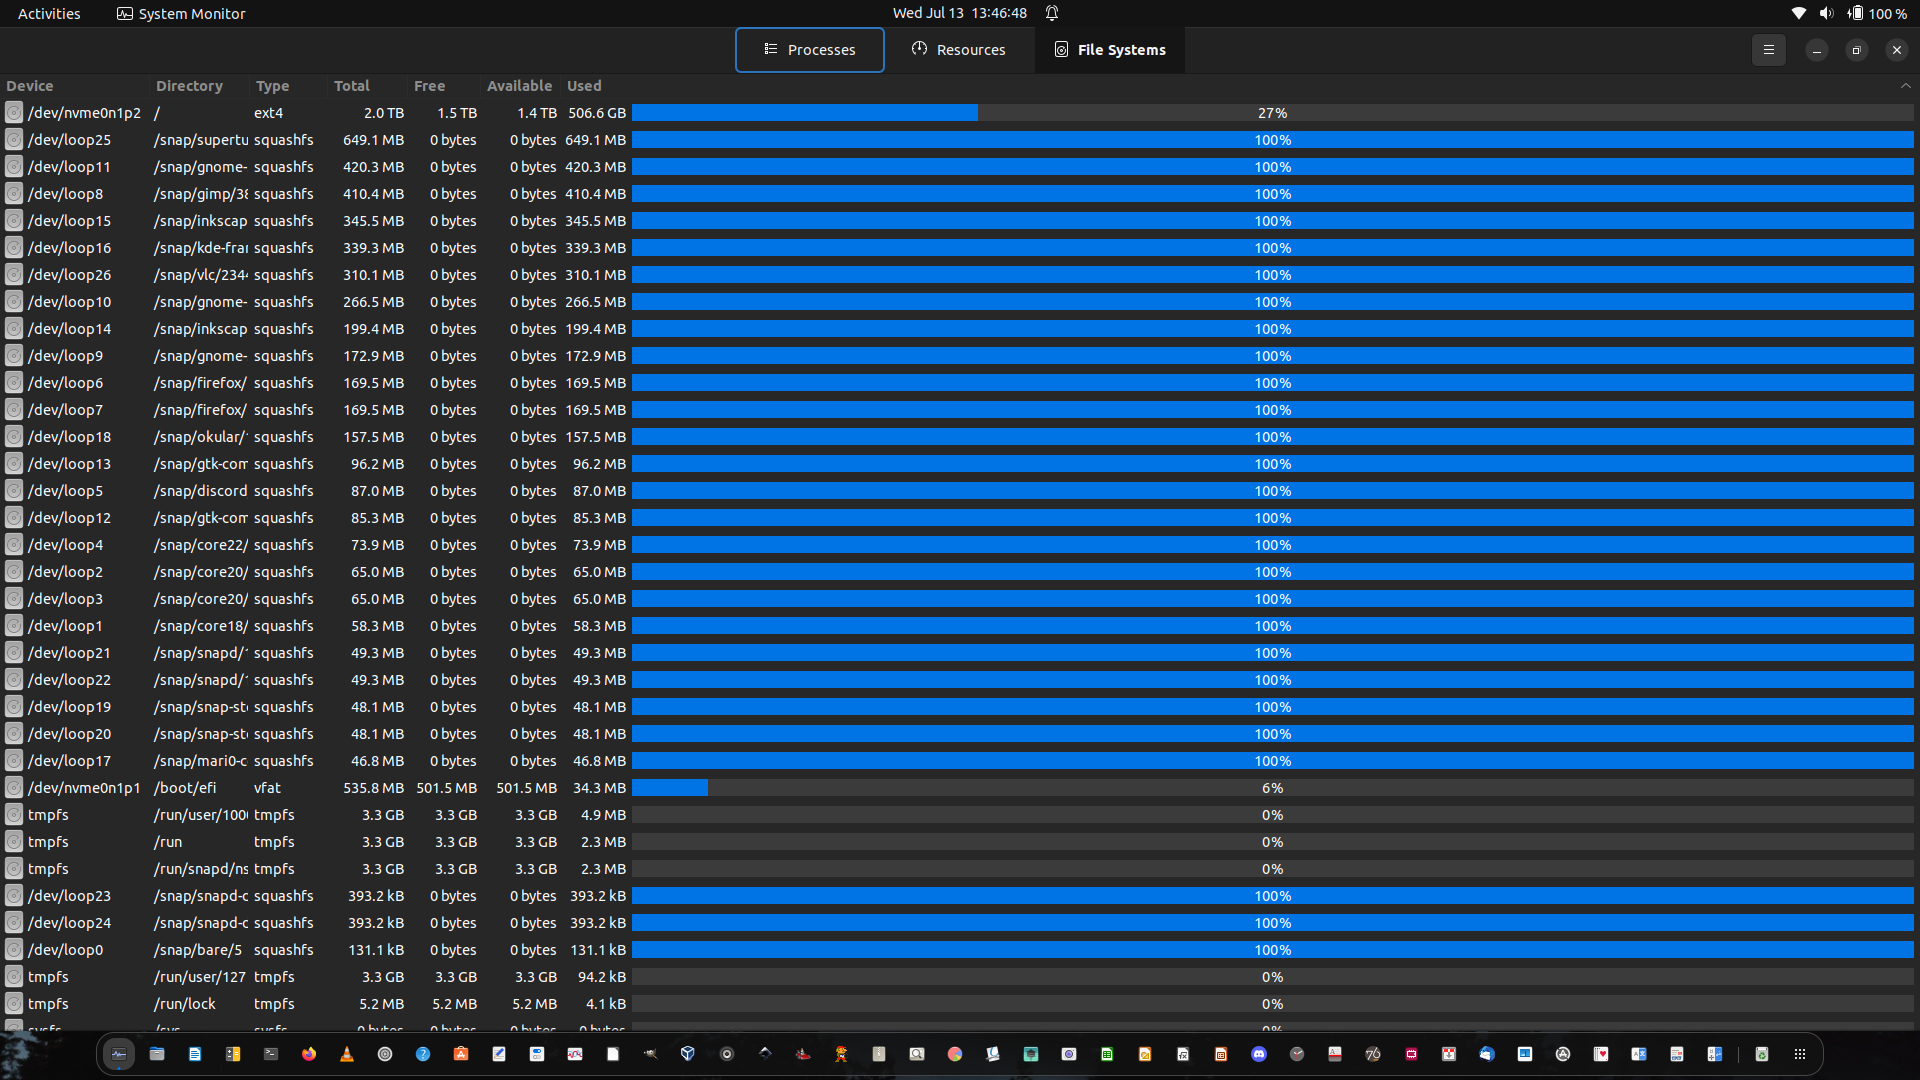 Activities System Monitor Wed Jul 13 13:46:48 100 %
Processes Resources File Systems
Device Directory Type Total Free Available Used
/dev/nvme0n1p2 / ext4 2.0 TB 1.5 TB 1.4 TB 506.6 GB 27%
/dev/loop25 /snap/supertu squashfs 649.1 MB 0 bytes 0 bytes 649.1 MB 100%
/dev/loop11 /snap/gnome- squashfs 420.3 MB 0 bytes 0 bytes 420.3 MB 100%
/dev/loop8 /snap/gimp/38 squashfs 410.4 MB 0 bytes 0 bytes 410.4 MB 100%
/dev/loop15 /snap/inkscap squashfs 345.5 MB 0 bytes 0 bytes 345.5 MB 100%
/dev/loop16 /snap/kde-frar squashfs 339.3 MB 0 bytes 0 bytes 339.3 MB 100%
/dev/loop26 /snap/vlc/2344 squashfs 310.1 MB 0 bytes 0 bytes 310.1 MB 100%
/dev/loop10 /snap/gnome- squashfs 266.5 MB 0 bytes 0 bytes 266.5 MB 100%
/dev/loop14 /snap/inkscap squashfs 199.4 MB 0 bytes 0 bytes 199.4 MB 100%
/dev/loop9 /snap/gnome- squashfs 172.9 MB 0 bytes 0 bytes 172.9 MB 100%
/dev/loop6 /snap/firefox/ squashfs 169.5 MB 0 bytes 0 bytes 169.5 MB 100%
/dev/loop7 /snap/firefox/ squashfs 169.5 MB 0 bytes 0 bytes 169.5 MB 100%
/dev/loop18 /snap/okular/1 squashfs 157.5 MB 0 bytes 0 bytes 157.5 MB 100%
/dev/loop13 /snap/gtk-com squashfs 96.2 MB 0 bytes 0 bytes 96.2 MB 100%
/dev/loop5 /snap/discord squashfs 87.0 MB 0 bytes 0 bytes 87.0 MB 100%
/dev/loop12 /snap/gtk-com squashfs 85.3 MB 0 bytes 0 bytes 85.3 MB 100%
/dev/loop4 /snap/core22/ squashfs 73.9 MB 0 bytes 0 bytes 73.9 MB 100%
/dev/loop2 /snap/core20/ squashfs 65.0 MB 0 bytes 0 bytes 65.0 MB 100%
/dev/loop3 /snap/core20/ squashfs 65.0 MB 0 bytes 0 bytes 65.0 MB 100%
/dev/loop1 /snap/core18/ squashfs 58.3 MB 0 bytes 0 bytes 58.3 MB 100%
/dev/loop21 /snap/snapd/1 squashfs 49.3 MB 0 bytes 0 bytes 49.3 MB 100%
/dev/loop22 /snap/snapd/1 squashfs 49.3 MB 0 bytes 0 bytes 49.3 MB 100%
/dev/loop19 /snap/snap-sto squashfs 48.1 MB 0 bytes 0 bytes 48.1 MB 100%
/dev/loop20 /snap/snap-sto squashfs 48.1 MB 0 bytes 0 bytes 48.1 MB 100%
/dev/loop17 /snap/mari0-c squashfs 46.8 MB 0 bytes 0 bytes 46.8 MB 100%
/dev/nvme0n1p1 /boot/efi vfat 535.8 MB 501.5 MB 501.5 MB 34.3 MB 6%
tmpfs /run/user/1000 tmpfs 3.3 GB 3.3 GB 3.3 GB 4.9 MB 0%
tmpfs /run tmpfs 3.3 GB 3.3 GB 3.3 GB 2.3 MB 0%
tmpfs /run/snapd/ns tmpfs 3.3 GB 3.3 GB 3.3 GB 2.3 MB 0%
/dev/loop23 /snap/snapd-c squashfs 393.2 kB 0 bytes 0 bytes 393.2 kB 100%
/dev/loop24 /snap/snapd-c squashfs 393.2 kB 0 bytes 0 bytes 393.2 kB 100%
/dev/loop0 /snap/bare/5 squashfs 131.1 kB 0 bytes 0 bytes 131.1 kB 100%
tmpfs /run/user/127 tmpfs 3.3 GB 3.3 GB 3.3 GB 94.2 kB 0%
tmpfs /run/lock tmpfs 5.2 MB 5.2 MB 5.2 MB 4.1 kB 0%
sysfs /sys sysfs 0 bytes 0 bytes 0 bytes 0 bytes 0%